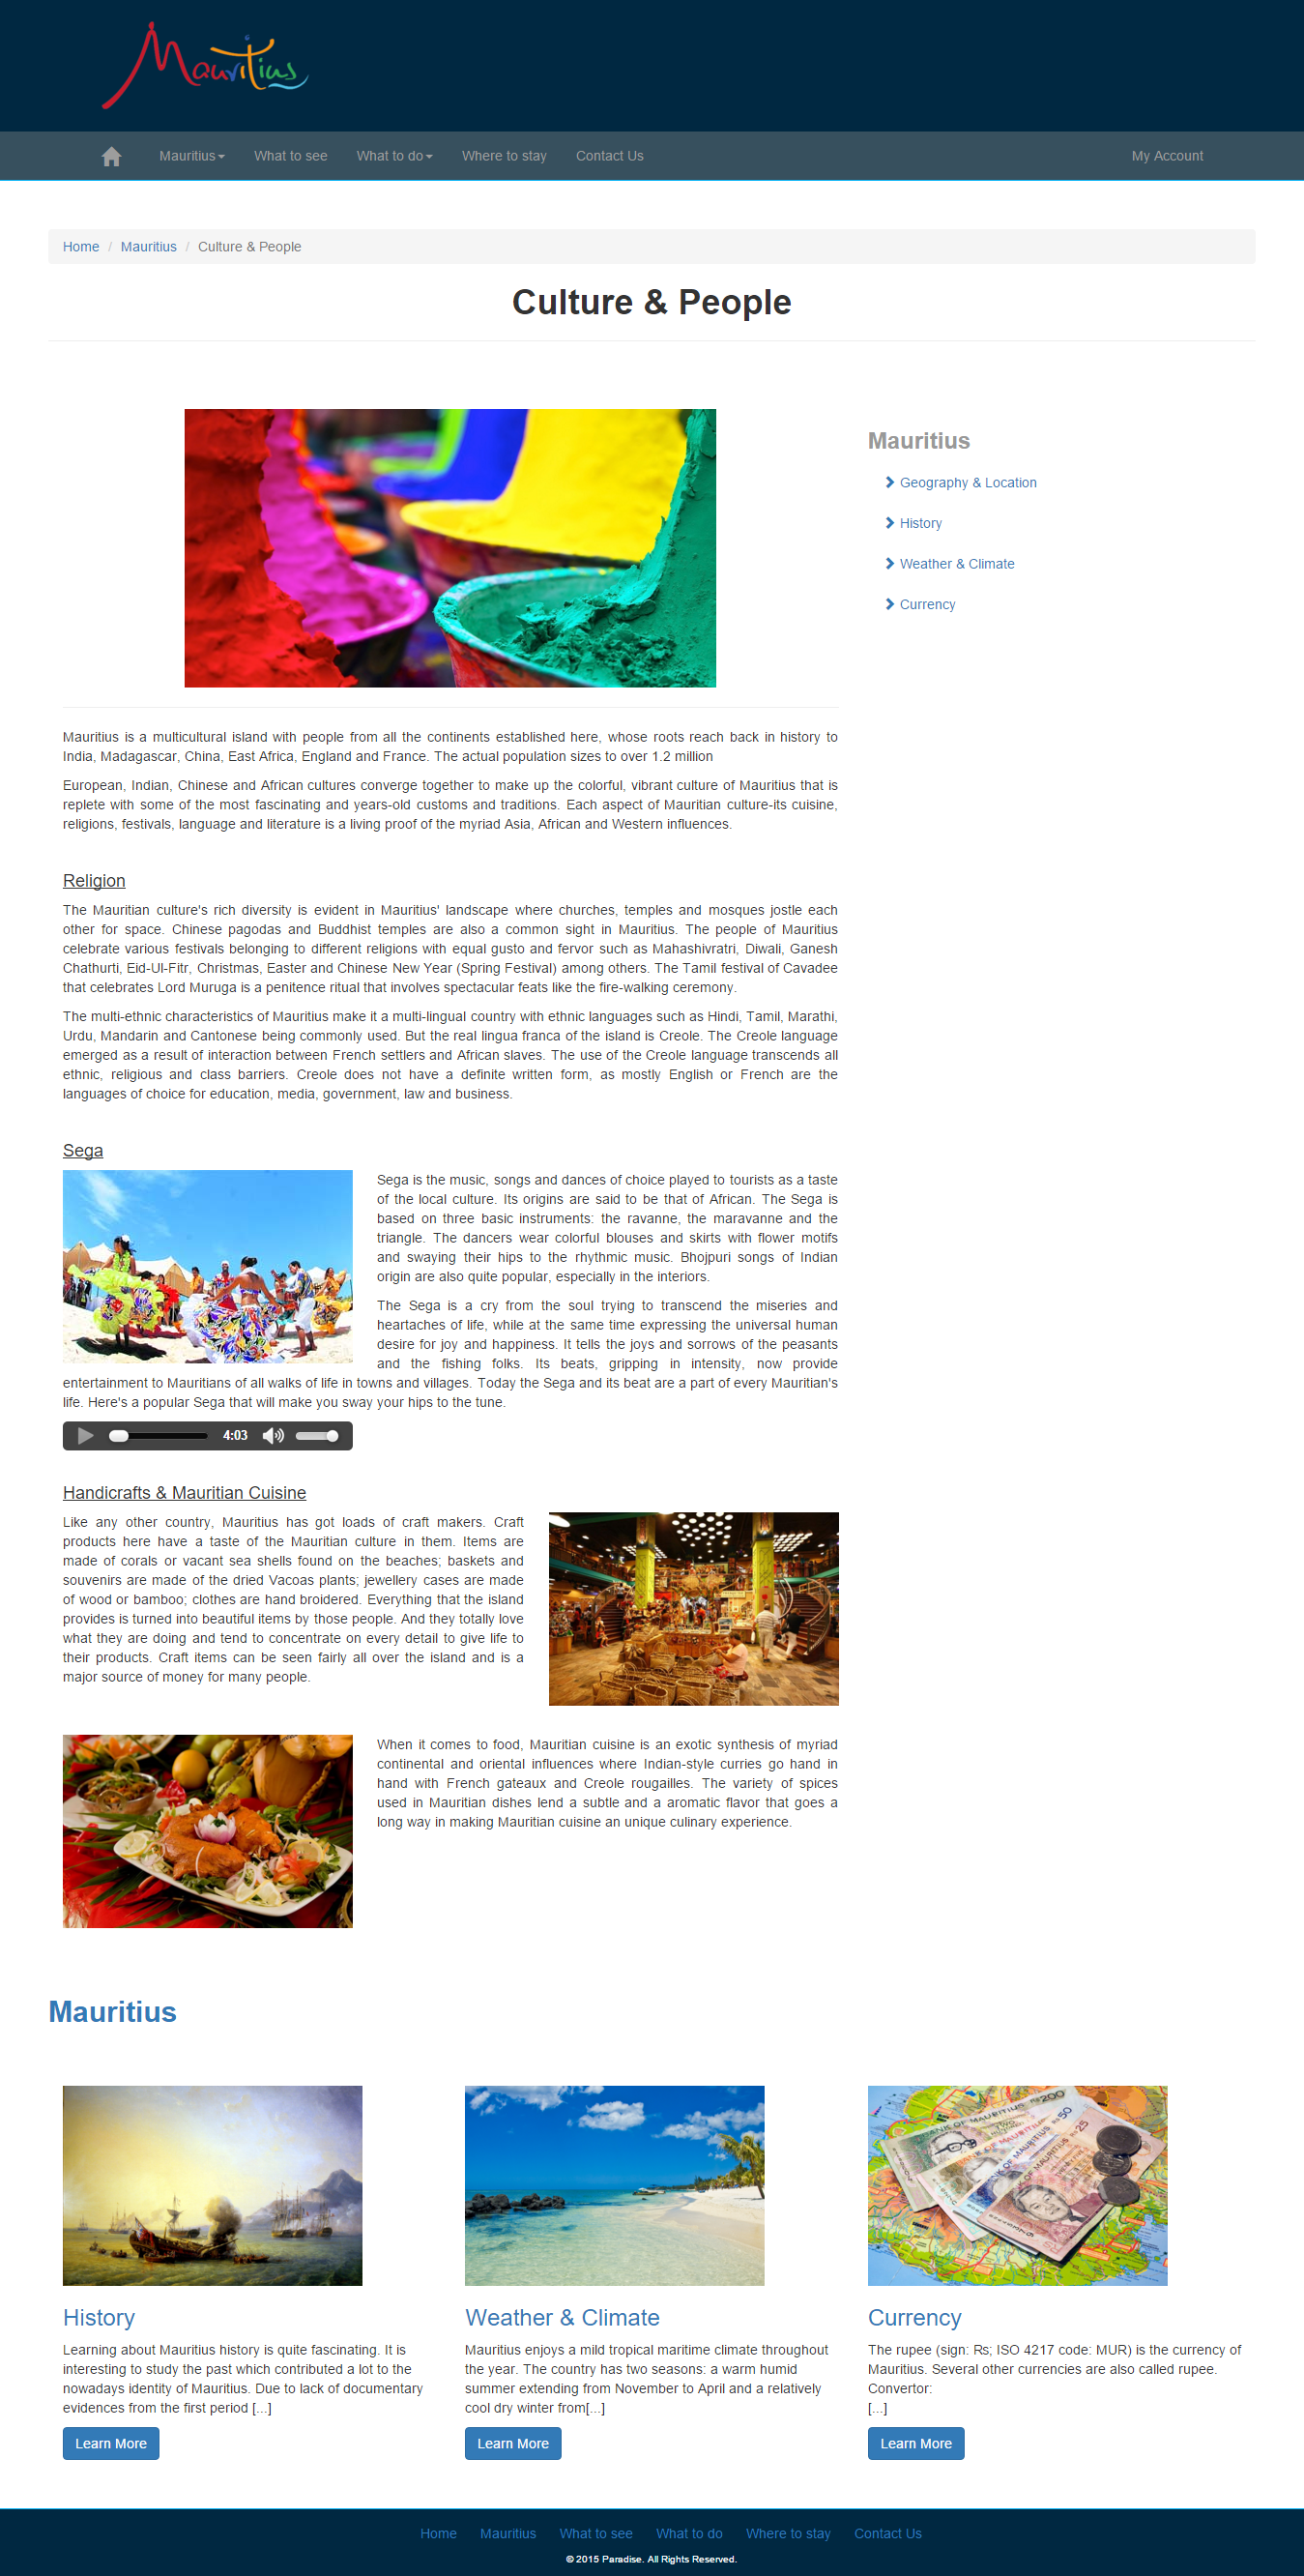 Mauritius
Mauritius What to see What to do Where to stay Contact Us My Account
Home / Mauritius / Culture & People
Culture & People
Mauritius
Geography & Location
History
Weather & Climate
Currency
Mauritius is a multicultural island with people from all the continents established here, whose roots reach back in history to
India, Madagascar, China, East Africa, England and France. The actual population sizes to over 1.2 million
European, Indian, Chinese and African cultures converge together to make up the colorful, vibrant culture of Mauritius that is
replete with some of the most fascinating and years-old customs and traditions. Each aspect of Mauritian culture-its cuisine,
religions, festivals, language and literature is a living proof of the myriad Asia, African and Western influences.
Religion
The Mauritian culture's rich diversity is evident in Mauritius' landscape where churches, temples and mosques jostle each
other for space. Chinese pagodas and Buddhist temples are also a common sight in Mauritius. The people of Mauritius
celebrate various festivals belonging to different religions with equal gusto and fervor such as Mahashivratri, Diwali, Ganesh
Chathurti, Eid-Ul-Fitr, Christmas, Easter and Chinese New Year (Spring Festival) among others. The Tamil festival of Cavadee
that celebrates Lord Muruga is a penitence ritual that involves spectacular feats like the fire-walking ceremony.
The multi-ethnic characteristics of Mauritius make it a multi-lingual country with ethnic languages such as Hindi, Tamil, Marathi,
Urdu, Mandarin and Cantonese being commonly used. But the real lingua franca of the island is Creole. The Creole language
emerged as a result of interaction between French settlers and African slaves. The use of the Creole language transcends all
ethnic, religious and class barriers. Creole does not have a definite written form, as mostly English or French are the
languages of choice for education, media, government, law and business.
Sega
Sega is the music, songs and dances of choice played to tourists as a taste
of the local culture. Its origins are said to be that of African. The Sega is
based on three basic instruments: the ravanne, the maravanne and the
triangle. The dancers wear colorful blouses and skirts with flower motifs
and swaying their hips to the rhythmic music. Bhojpuri songs of Indian
origin are also quite popular, especially in the interiors.
The Sega is a cry from the soul trying to transcend the miseries and
heartaches of life, while at the same time expressing the universal human
desire for joy and happiness. It tells the joys and sorrows of the peasants
and the fishing folks. Its beats, gripping in intensity, now provide
entertainment to Mauritians of all walks of life in towns and villages. Today the Sega and its beat are a part of every Mauritian's
life. Here's a popular Sega that will make you sway your hips to the tune.
4:03
Handicrafts & Mauritian Cuisine
Like any other country, Mauritius has got loads of craft makers. Craft
products here have a taste of the Mauritian culture in them. Items are
made of corals or vacant sea shells found on the beaches; baskets and
souvenirs are made of the dried Vacoas plants; jewellery cases are made
of wood or bamboo; clothes are hand broidered. Everything that the island
provides is turned into beautiful items by those people. And they totally love
what they are doing and tend to concentrate on every detail to give life to
their products. Craft items can be seen fairly all over the island and is a
major source of money for many people.
When it comes to food, Mauritian cuisine is an exotic synthesis of myriad
continental and oriental influences where Indian-style curries go hand in
hand with French gateaux and Creole rougailles. The variety of spices
used in Mauritian dishes lend a subtle and a aromatic flavor that goes a
long way in making Mauritian cuisine an unique culinary experience.
Mauritius
BANK OF MAURITIUS Rs200
BANK OF MAURITIUS Rs50
BANK OF MAURITIUS Rs25
History
Learning about Mauritius history is quite fascinating. It is
interesting to study the past which contributed a lot to the
nowadays identity of Mauritius. Due to lack of documentary
evidences from the first period [...]
Learn More
Weather & Climate
Mauritius enjoys a mild tropical maritime climate throughout
the year. The country has two seasons: a warm humid
summer extending from November to April and a relatively
cool dry winter from[...]
Learn More
Currency
The rupee (sign: Rs; ISO 4217 code: MUR) is the currency of
Mauritius. Several other currencies are also called rupee.
Convertor:
[...]
Learn More
Home Mauritius What to see What to do Where to stay Contact Us
© 2015 Paradise. All Rights Reserved.